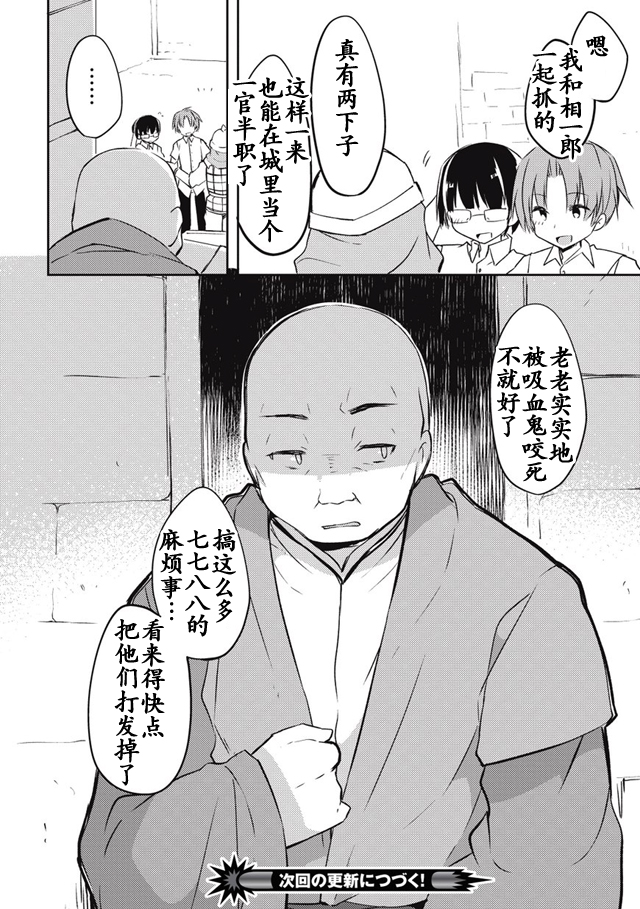 嗯
我和相一郎
一起抓的
真有两下子
这样一来
也能在城里当个
一官半职了
……
老老实实地
被吸血鬼咬死
不就好了
搞这么多
七七八八的
麻烦事…
看来得快点
把他们打发掉了
次回の更新につづく!